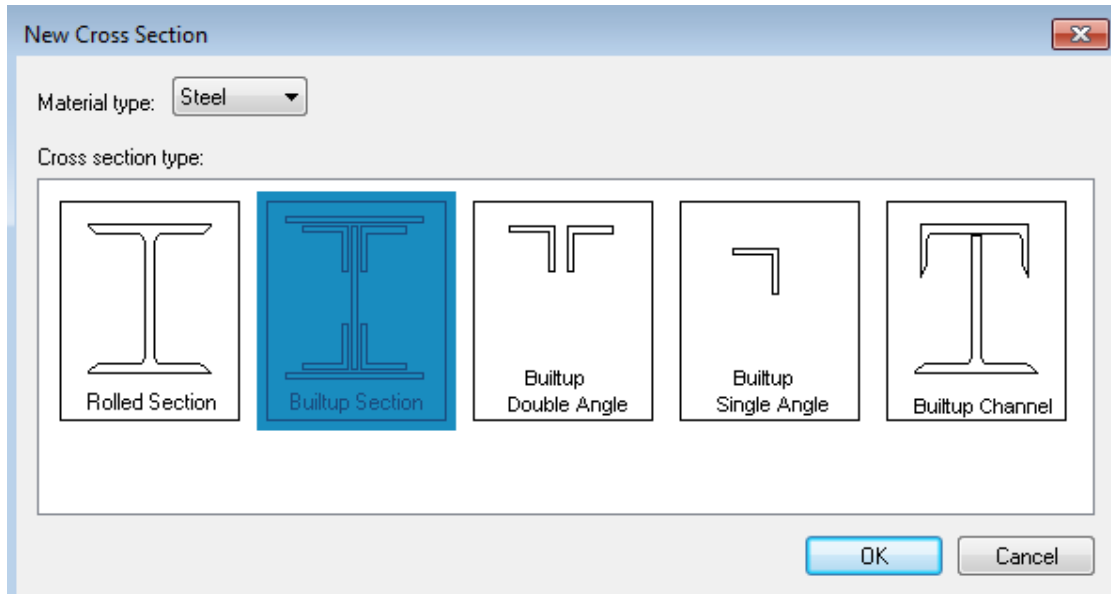 New Cross Section
Material type: Steel
Cross section type:
Rolled Section
Builtup Section
Builtup
Double Angle
Builtup
Single Angle
Builtup Channel
OK Cancel